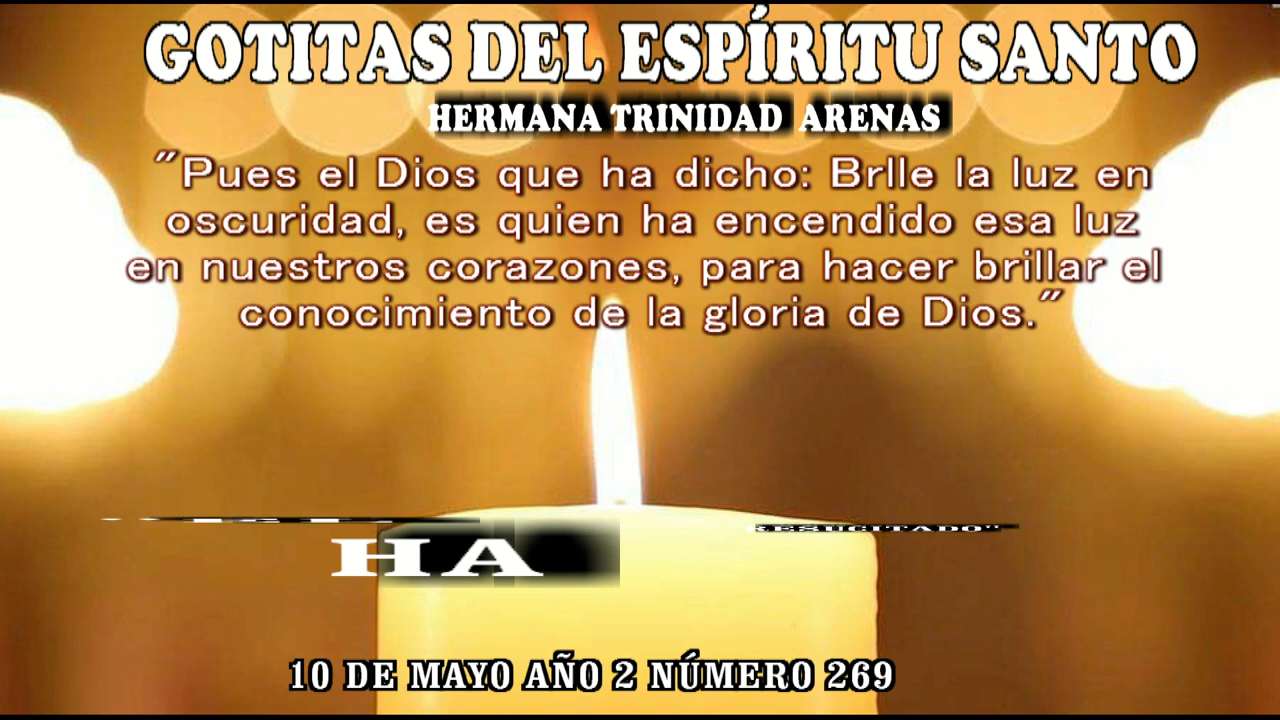 GOTITAS DEL ESPÍRITU SANTO
HERMANA TRINIDAD ARENAS
"Pues el Dios que ha dicho: Brlle la luz en
oscuridad, es quien ha encendido esa luz
en nuestros corazones, para hacer brillar el
conocimiento de la gloria de Dios."
HA RESUCITADO"
10 DE MAYO AÑO 2 NÚMERO 269